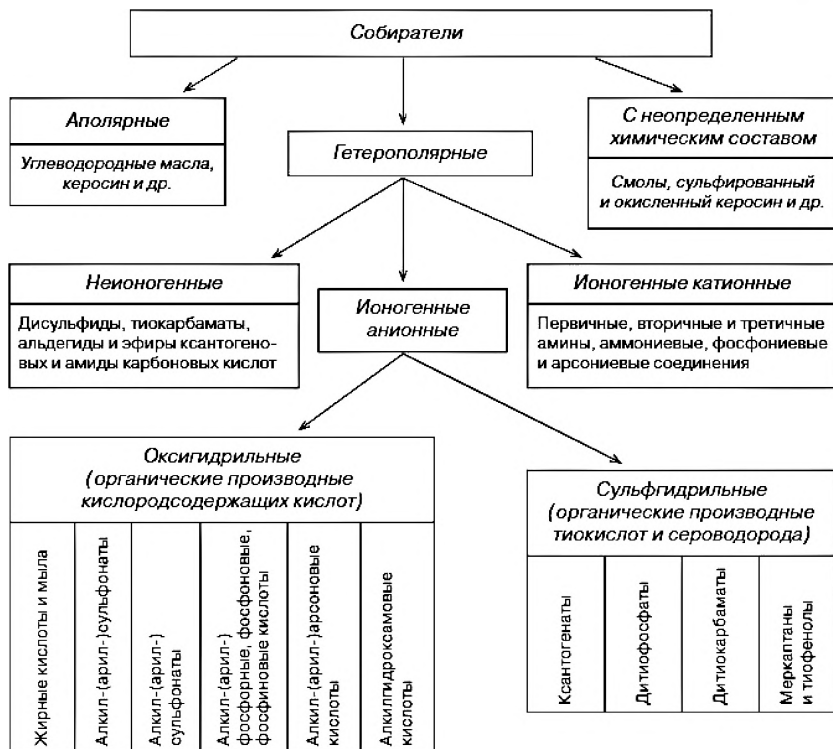 Собиратели
Аполярные
Углеводородные масла,
керосин и др.
Гетерополярные
С неопределенным
химическим составом
Смолы, сульфированный
и окисленный керосин и др.
Неионогенные
Дисульфиды, тиокарбаматы,
альдегиды и эфиры ксантогено-
вых и амиды карбоновых кислот
Ионогенные
анионные
Ионогенные катионные
Первичные, вторичные и третичные
амины, аммониевые, фосфониевые
и арсониевые соединения
Оксигидрильные
(органические производные
кислородсодержащих кислот)
Жирные кислоты и мыла
Алкил-(арил-)сульфонаты
Алкил-(арил-)
сульфонаты
Алкил-(арил-)
фосфорные, фосфоновые,
фосфиновые кислоты
Алкил-(арил-)арсоновые
кислоты
Алкилгидроксамовые
кислоты
Сульфгидрильные
(органические производные
тиокислот и сероводорода)
Ксантогенаты
Дитиофосфаты
Дитиокарбаматы
Меркаптаны
и тиофенолы